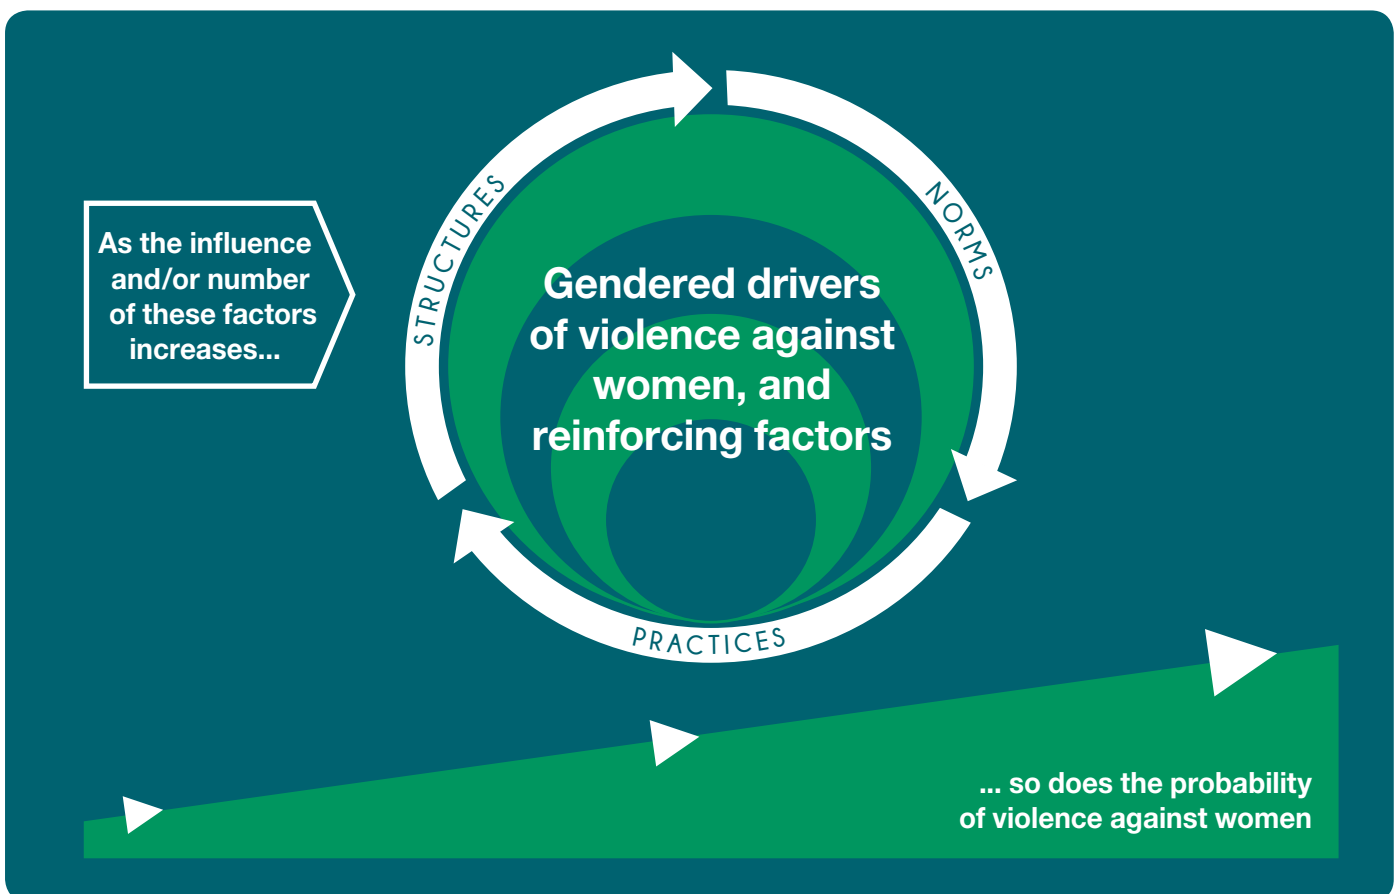 As the influence
and/or number
of these factors
increases...
STRUCTURES
NORMS
PRACTICES
Gendered drivers
of violence against
women, and
reinforcing factors
... so does the probability
of violence against women